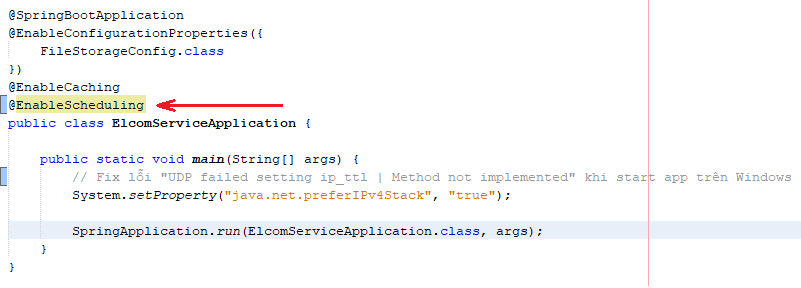 @SpringBootApplication
@EnableConfigurationProperties({
    FileStorageConfig.class
})
@EnableCaching
@EnableScheduling
public class ElcomServiceApplication {
    public static void main(String[] args) {
        // Fix lỗi "UDP failed setting ip_ttl | Method not implemented" khi start app trên Windows
        System.setProperty("java.net.preferIPv4Stack", "true");
        SpringApplication.run(ElcomServiceApplication.class, args);
    }
}